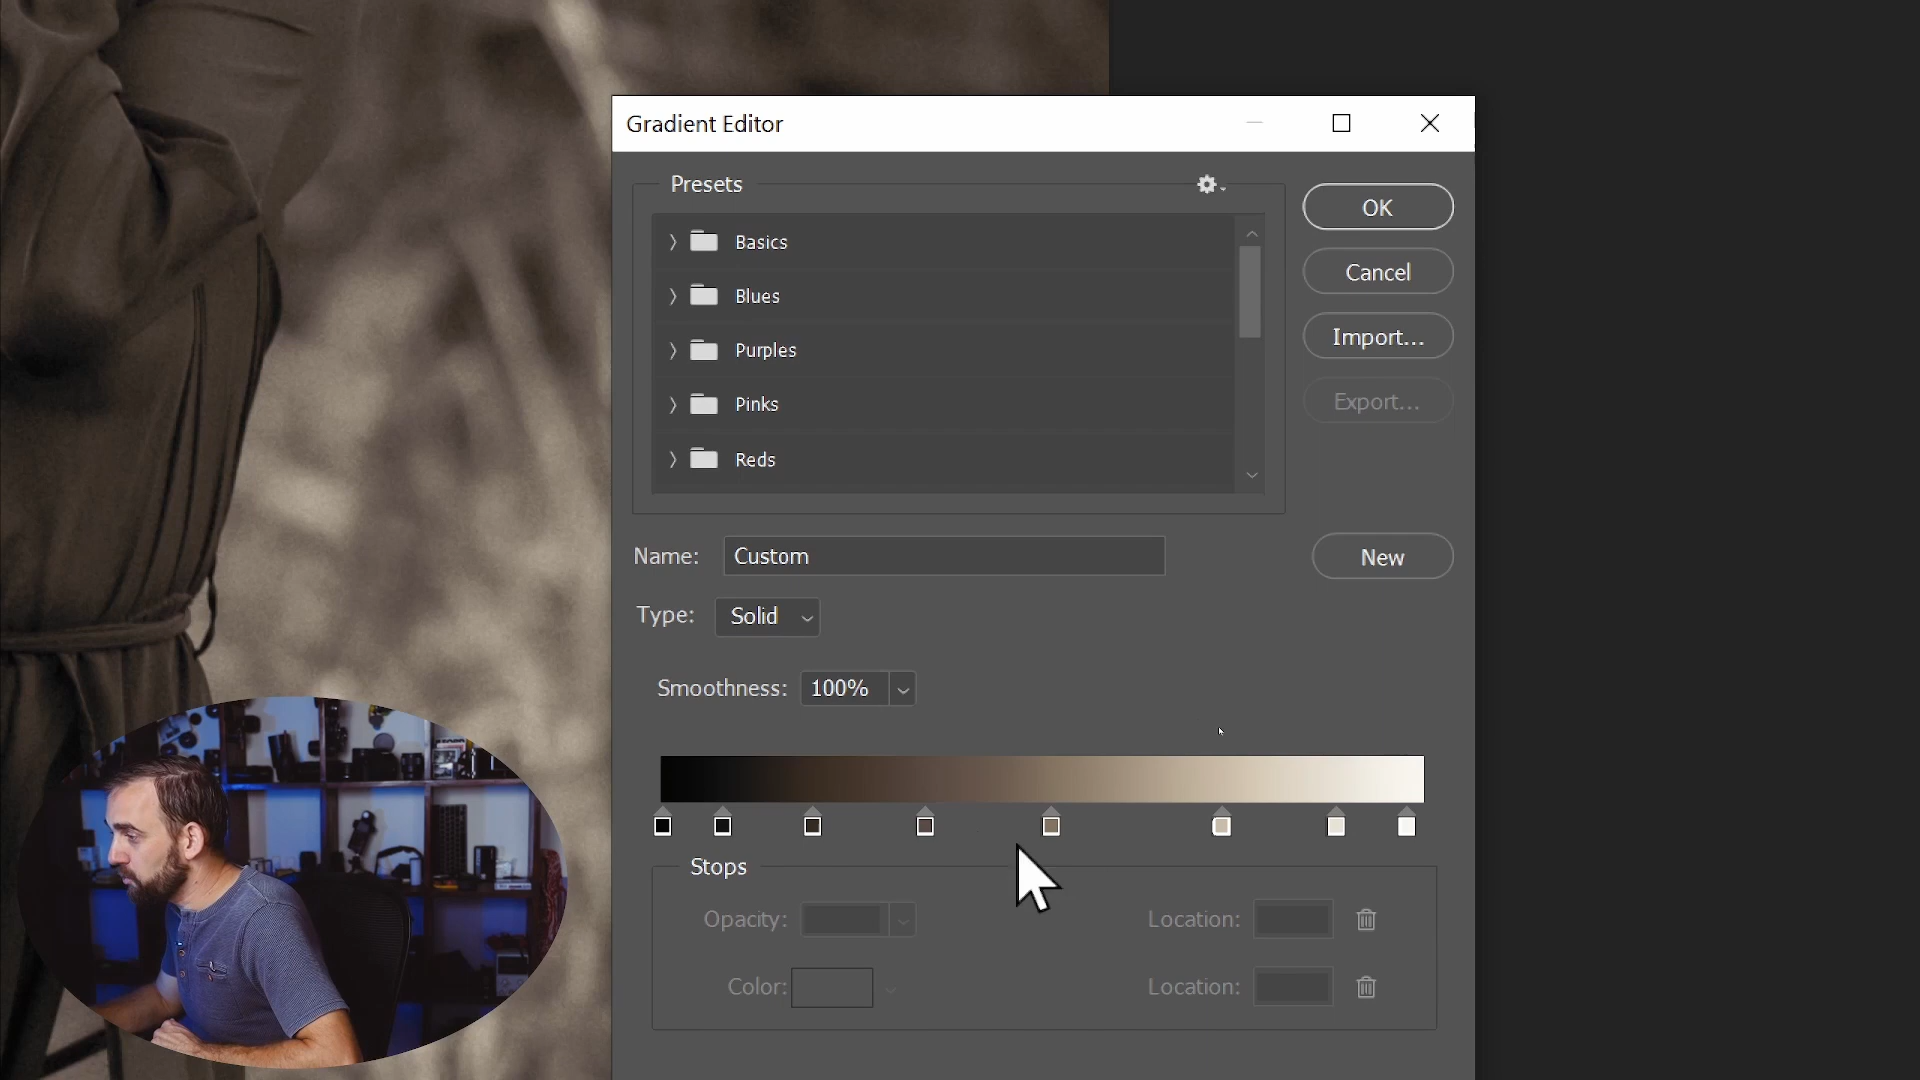 Gradient Editor
Presets
Basics
Blues
Purples
Pinks
Reds
OK
Cancel
Import...
Export...
Name: Custom
New
Type: Solid
Smoothness: 100%
Stops
Opacity:
Location:
Color:
Location: